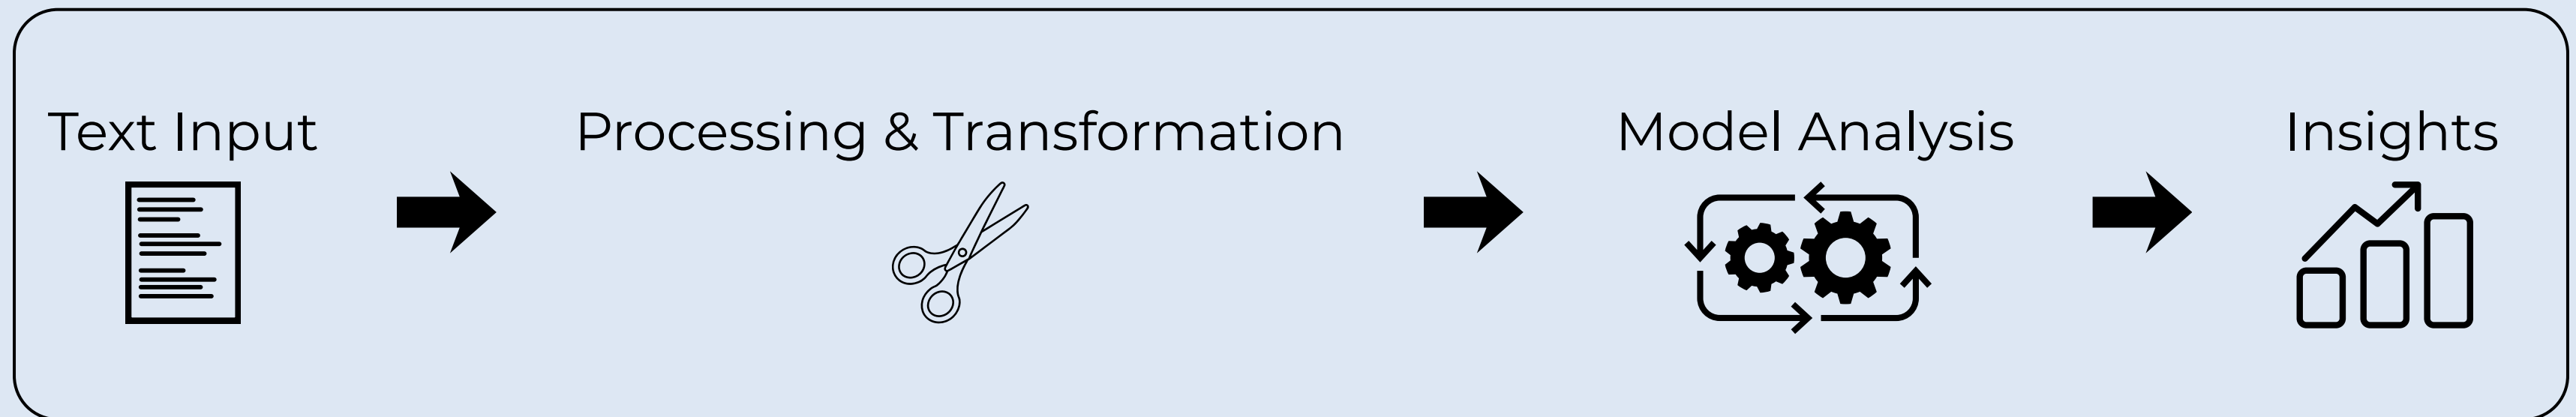 Text Input
Processing & Transformation
Model Analysis
Insights